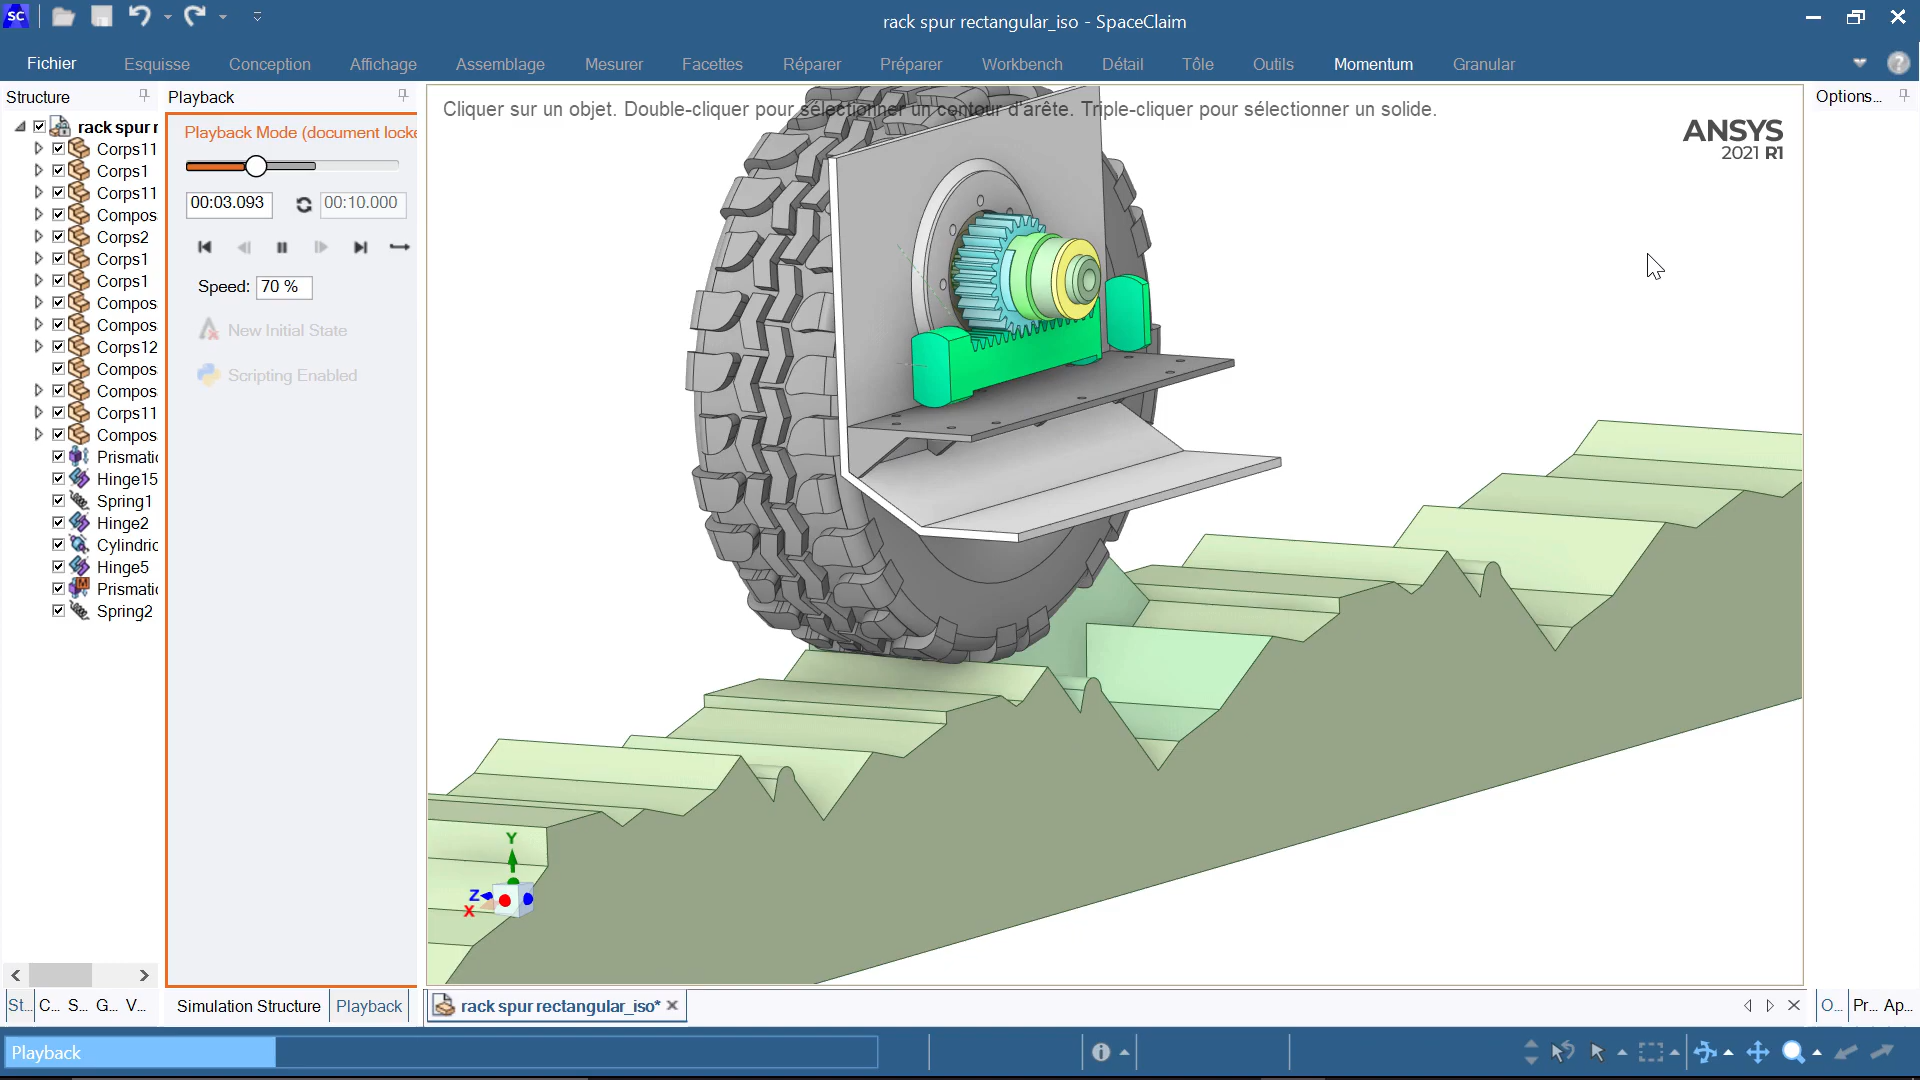 SC
rack spur rectangular_iso - SpaceClaim
Fichier
Esquisse
Conception
Affichage
Assemblage
Mesurer
Facettes
Réparer
Préparer
Workbench
Détail
Tôle
Outils
Momentum
Granular
Structure
Playback
Options...
Cliquer sur un objet. Double-cliquer pour sélectionner un contour d'arête. Triple-cliquer pour sélectionner un solide.
ANSYS
2021 R1
rack spur r
Corps11
Corps1
Corps11
Compos
Corps2
Corps1
Corps1
Compos
Compos
Corps12
Compos
Compos
Corps11
Compos
Prismatic
Hinge15
Spring1
Hinge2
Cylindric
Hinge5
Prismatic
Spring2
Playback Mode (document locke
00:03.093
00:10.000
Speed: 70 %
New Initial State
Scripting Enabled
Y
Z
X
St... C... S... G... V...
Simulation Structure
Playback
rack spur rectangular_iso*
O... Pr... Ap...
Playback